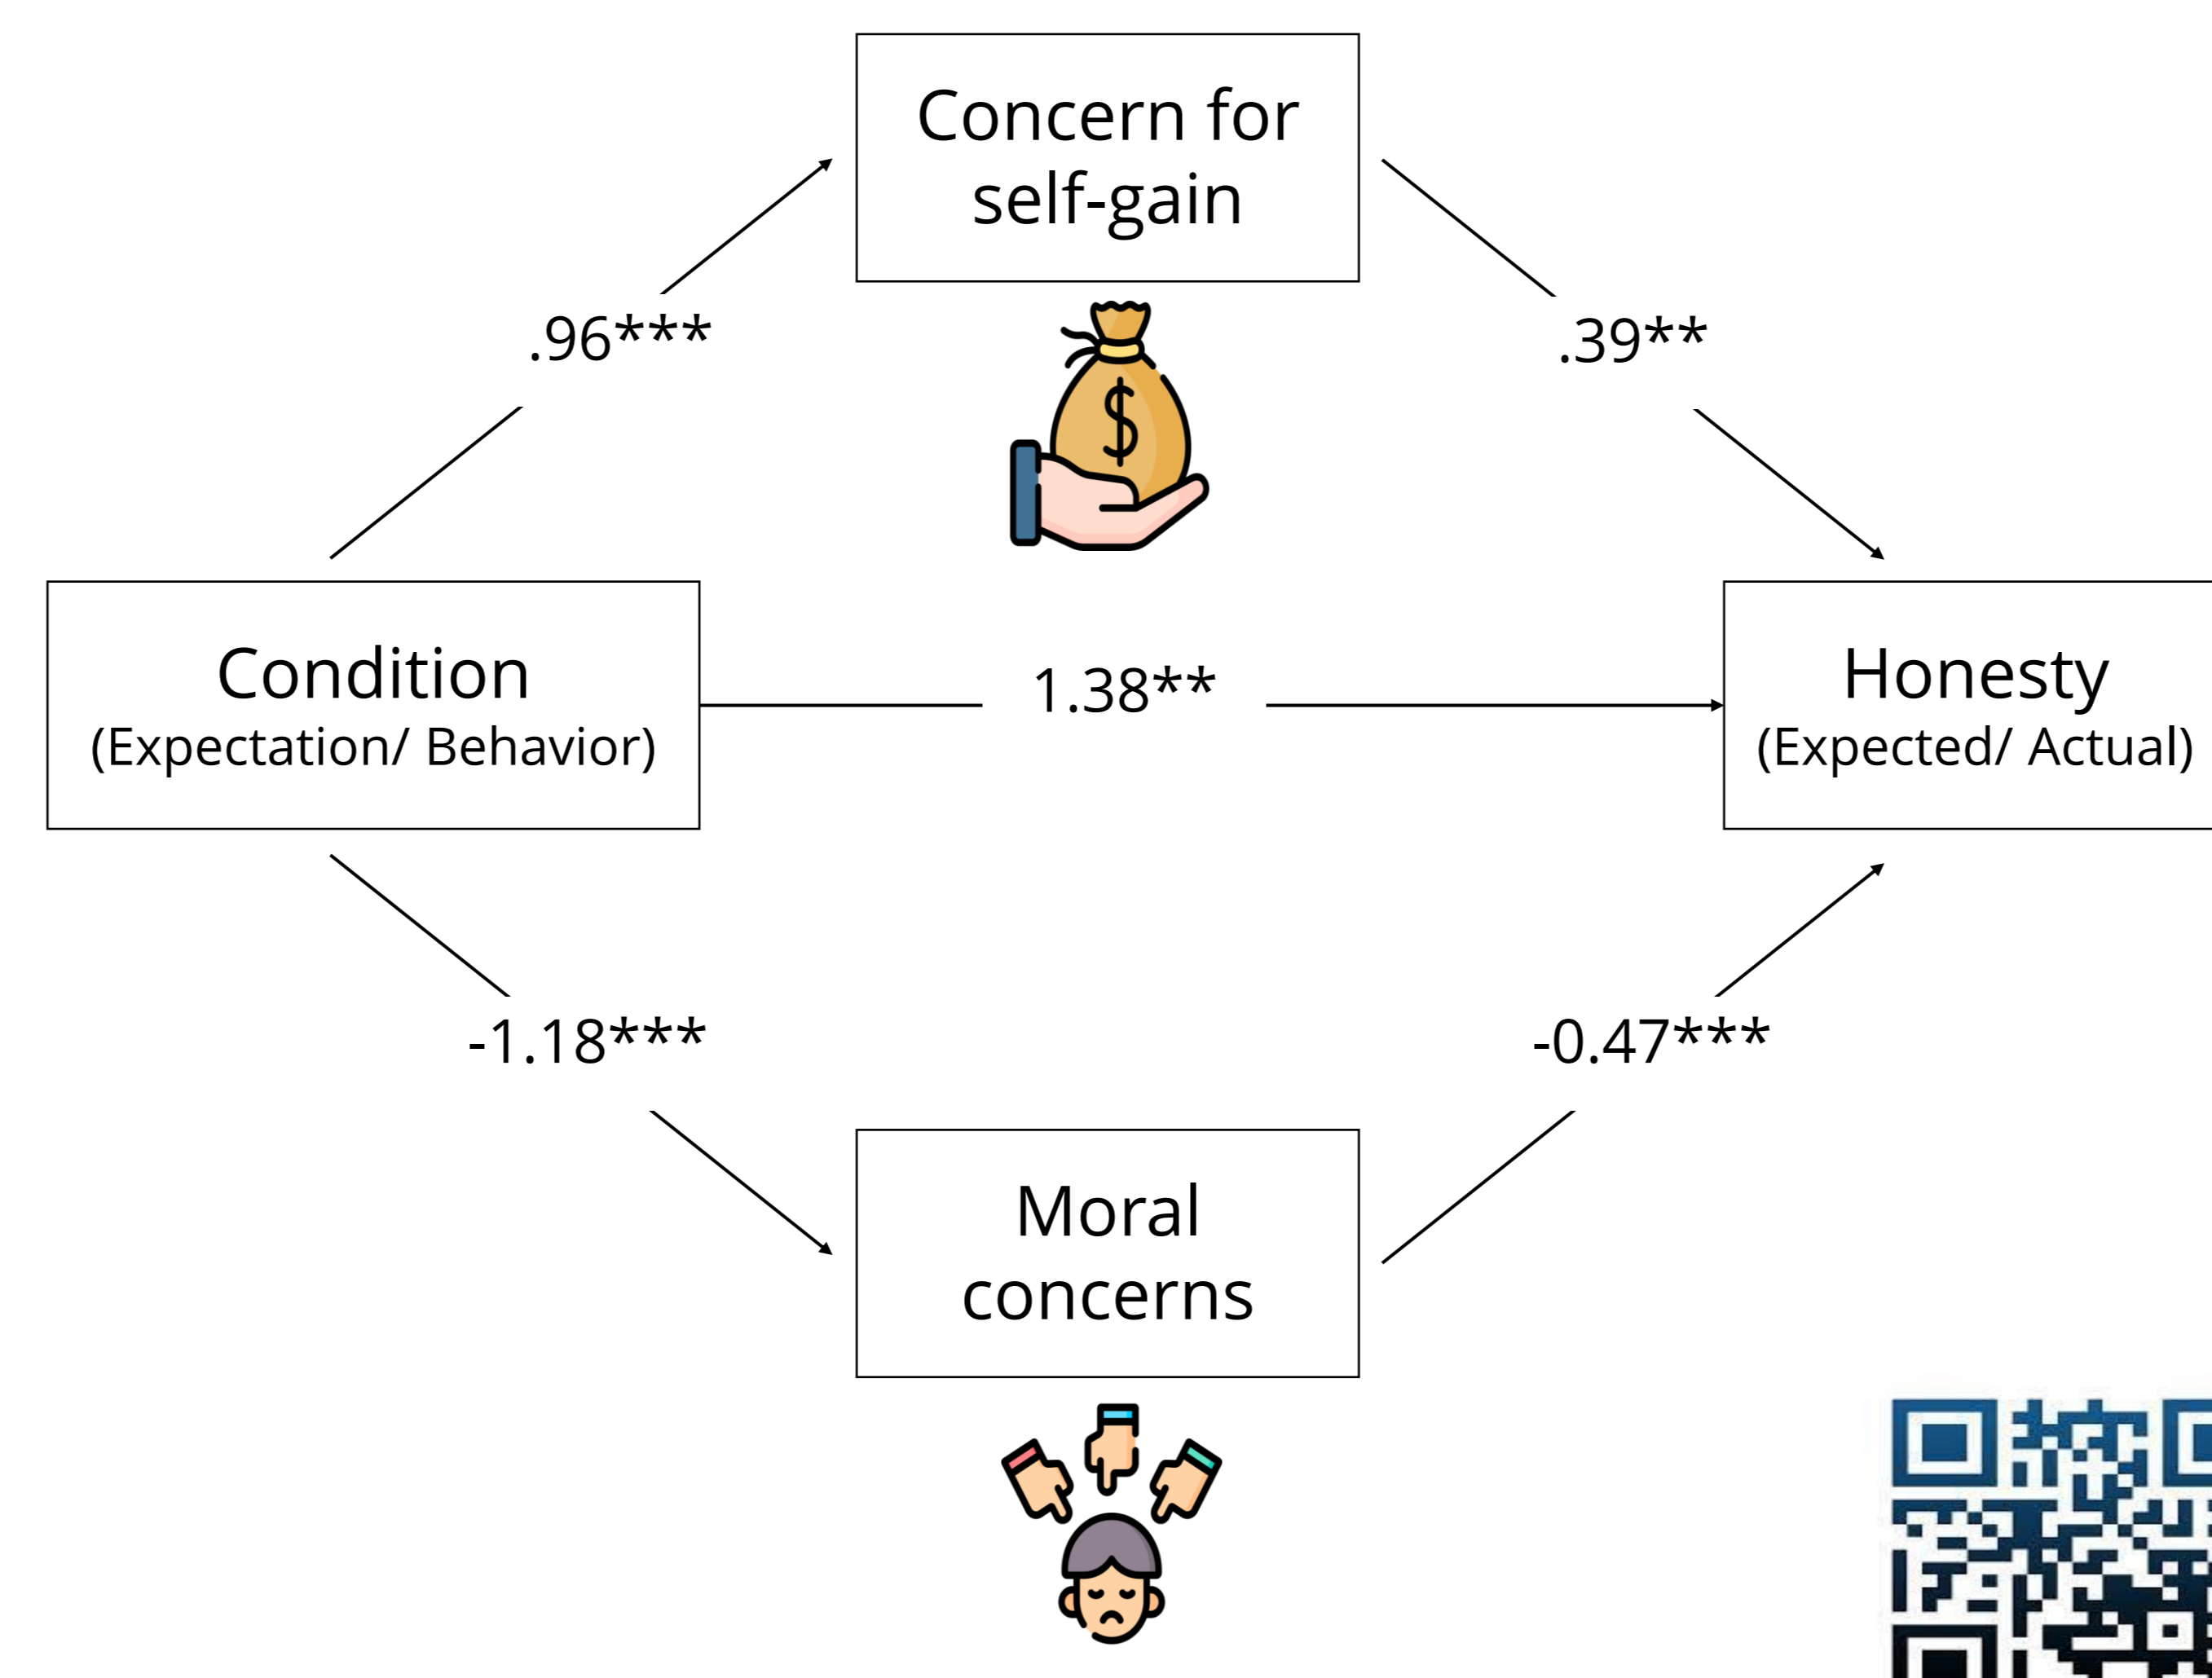 Concern for
self-gain
.96***
.39**
Condition
(Expectation/ Behavior)
1.38**
Honesty
(Expected/ Actual)
-1.18***
-0.47***
Moral
concerns
$